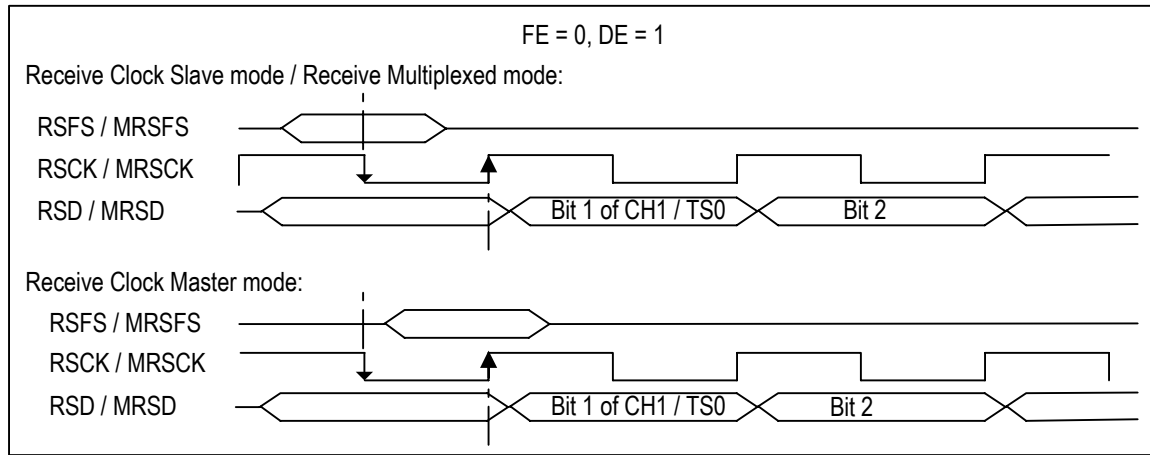 FE = 0, DE = 1
Receive Clock Slave mode / Receive Multiplexed mode:
RSFS / MRSFS
RSCK / MRSCK
RSD / MRSD
Bit 1 of CH1 / TS0
Bit 2
Receive Clock Master mode:
RSFS / MRSFS
RSCK / MRSCK
RSD / MRSD
Bit 1 of CH1 / TS0
Bit 2